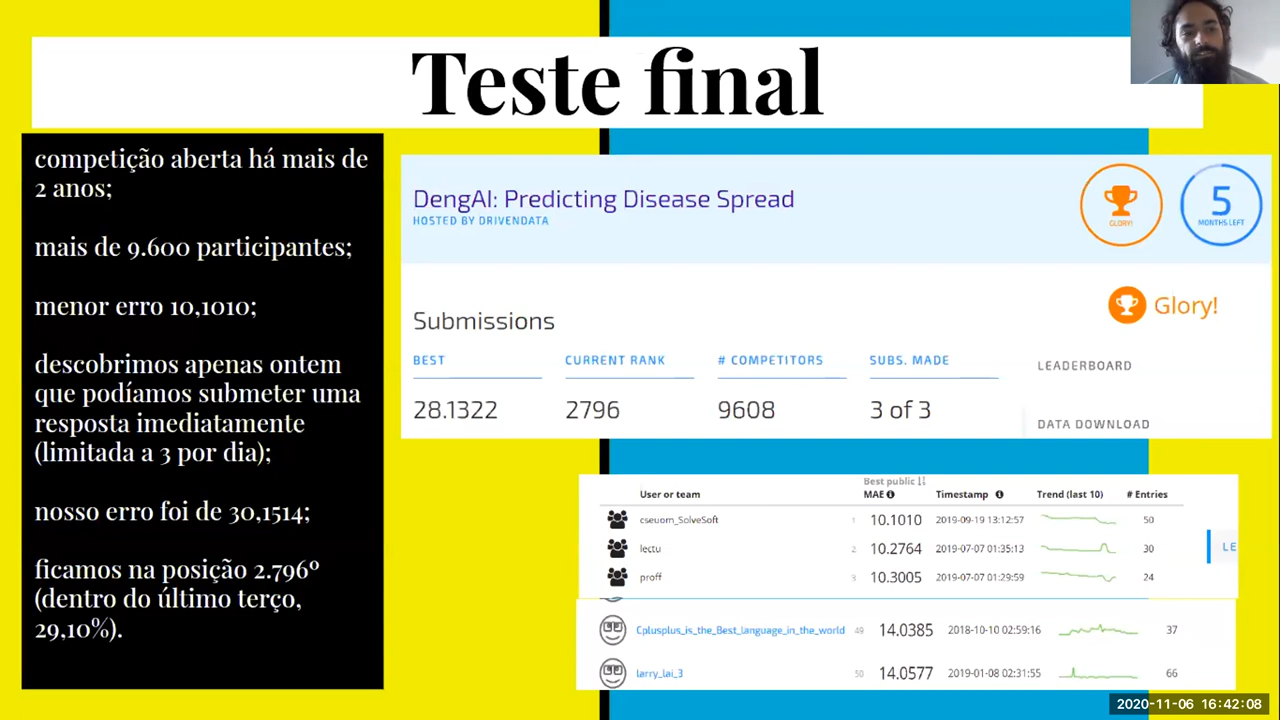 Teste final
competição aberta há mais de
2 anos;
mais de 9.600 participantes;
menor erro 10,1010;
descobrimos apenas ontem
que podíamos submeter uma
resposta imediatamente
(limitada a 3 por dia);
nosso erro foi de 30,1514;
ficamos na posição 2.796º
(dentro do último terço,
29,10%).
DengAI: Predicting Disease Spread
HOSTED BY DRIVENDATA
GLORY!
5
MONTHS LEFT
Submissions
Glory!
BEST CURRENT RANK # COMPETITORS SUBS. MADE
28.1322 2796 9608 3 of 3
LEADERBOARD
DATA DOWNLOAD
Best public
User or team MAE Timestamp Trend (last 10) # Entries
cseuom_SolveSoft 1 10.1010 2019-09-19 13:12:57 50
lectu 2 10.2764 2019-07-07 01:35:13 30
proff 3 10.3005 2019-07-07 01:29:59 24
LE
Cplusplus_is_the_Best_language_in_the_world 49 14.0385 2018-10-10 02:59:16 37
larry_lai_3 50 14.0577 2019-01-08 02:31:55 66
2020-11-06 16:42:08